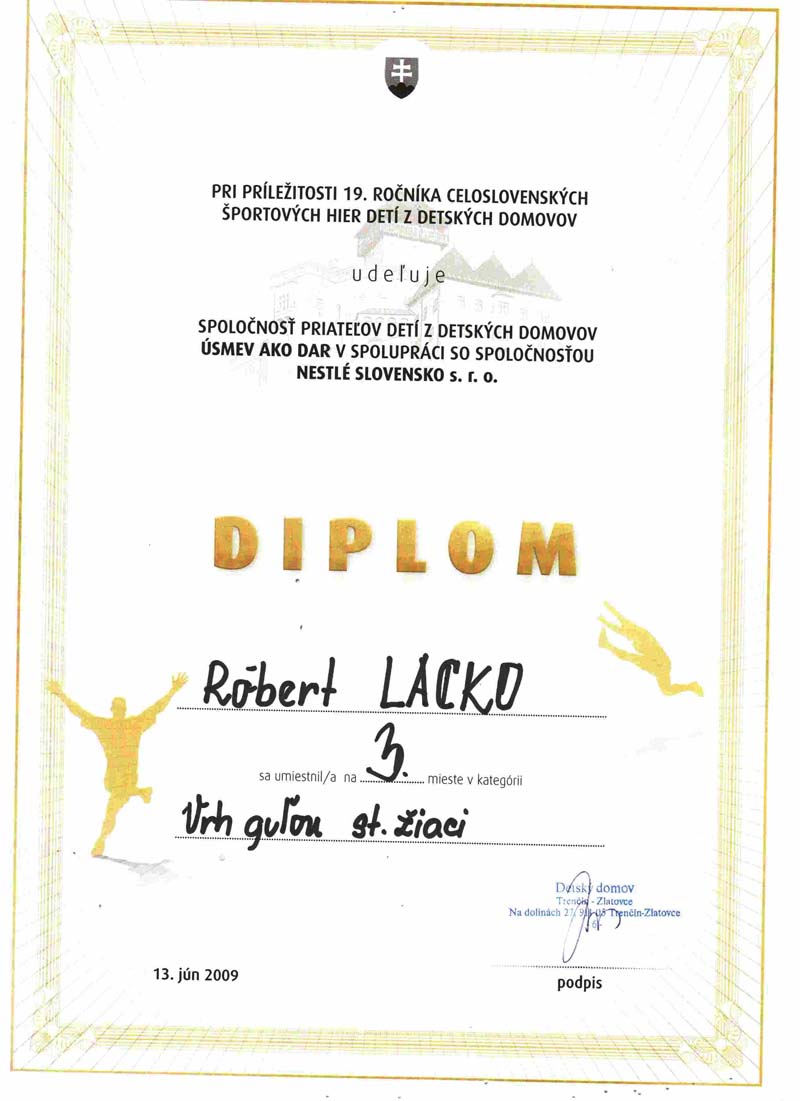 PRI PRÍLEŽITOSTI 19. ROČNÍKA CELOSLOVENSKÝCH
ŠPORTOVÝCH HIER DETÍ Z DETSKÝCH DOMOVOV
udeľuje
SPOLOČNOSŤ PRIATEĽOV DETÍ Z DETSKÝCH DOMOVOV
ÚSMEV AKO DAR V SPOLUPRÁCI SO SPOLOČNOSŤOU
NESTLÉ SLOVENSKO s. r. o.
DIPLOM
Róbert LACKO
sa umiestnil/a na 3. mieste v kategórii
Vrh guľou st. žiaci
Detský domov
Trenčín - Zlatovce
Na dolinách 27, 911 05 Trenčín-Zlatovce
-6-
13. jún 2009
podpis